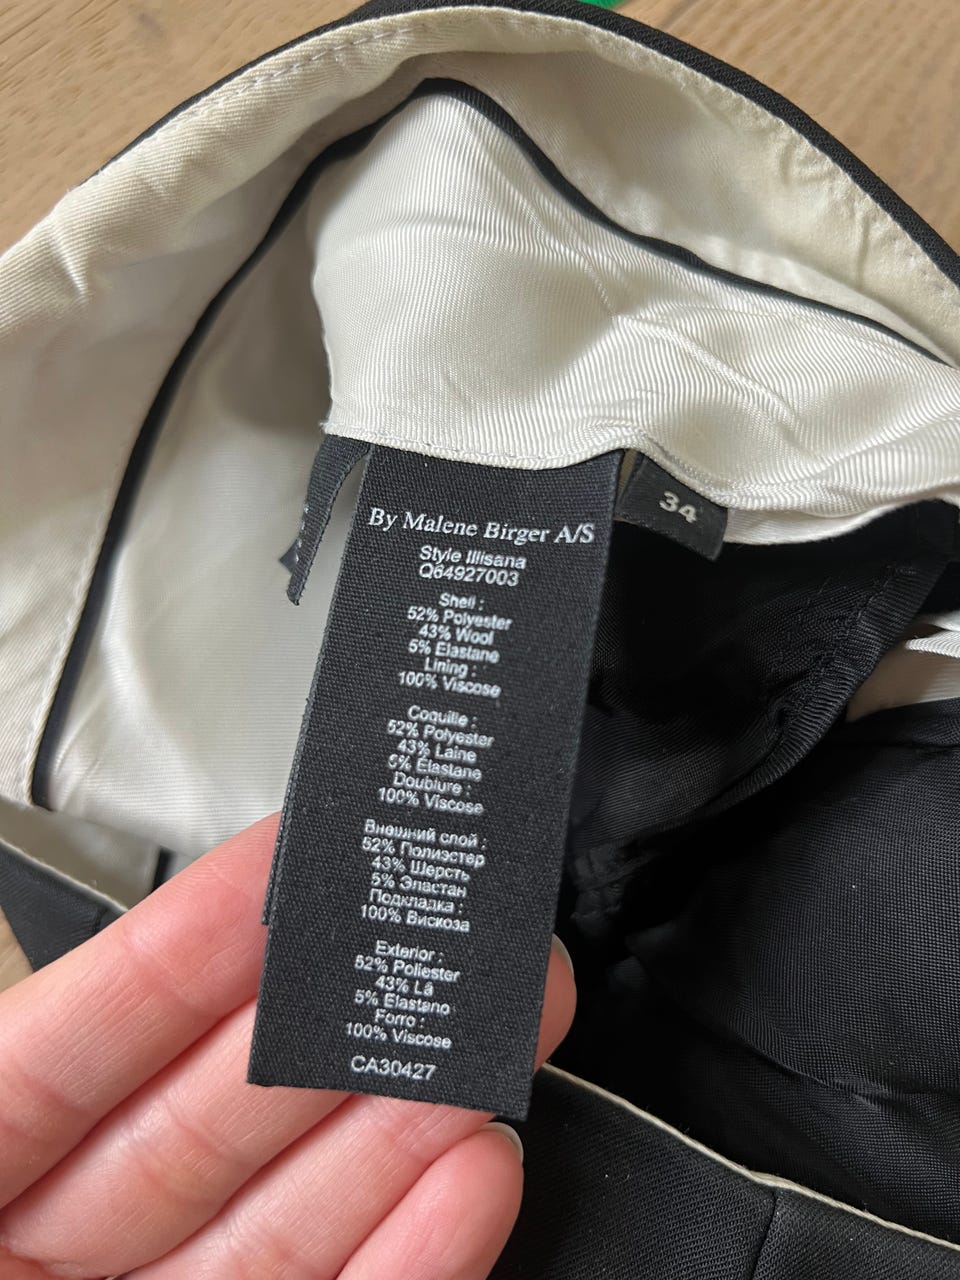 By Malene Birger A/S
34
Style Illisana
Q64927003
Shell :
52% Polyester
43% Wool
5% Elastane
Lining :
100% Viscose
Coquille :
52% Polyester
43% Laine
5% Élastane
Doublure :
100% Viscose
Внешний слой :
52% Полиэстер
43% Шерсть
5% Эластан
Подкладка :
100% Вискоза
Exterior :
52% Poliester
43% Lã
5% Elastano
Forro :
100% Viscose
CA30427